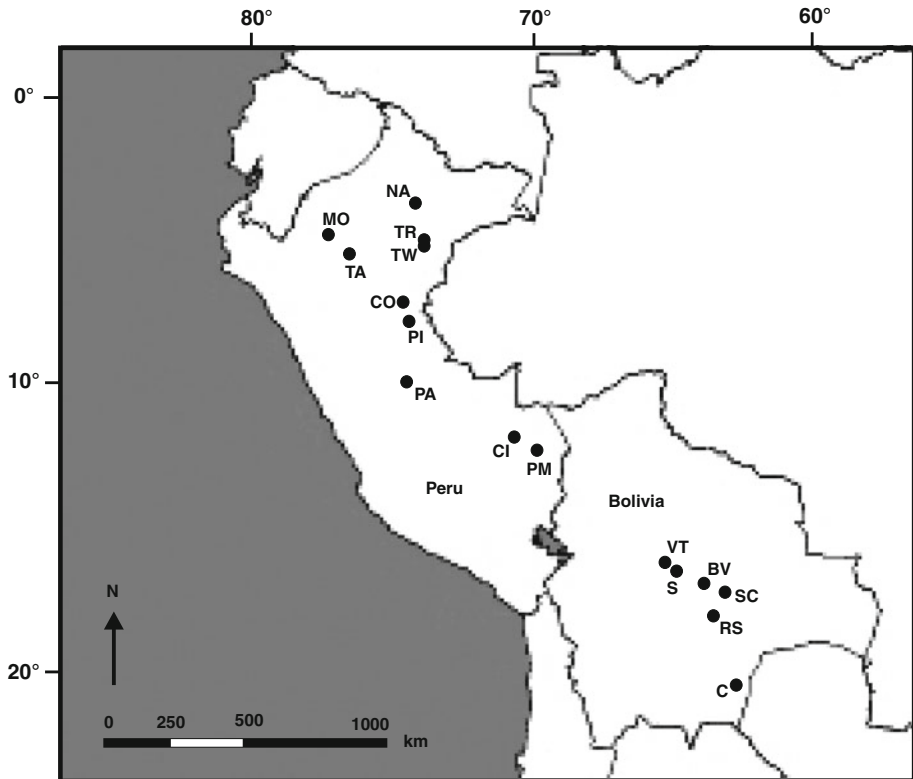 80° 70° 60°
0°
NA
MO
TR
TW
TA
CO
PI
10°
PA
CI
PM
Peru
Bolivia
VT
BV
S
SC
N
RS
20°
C
0 250 500 1000
km